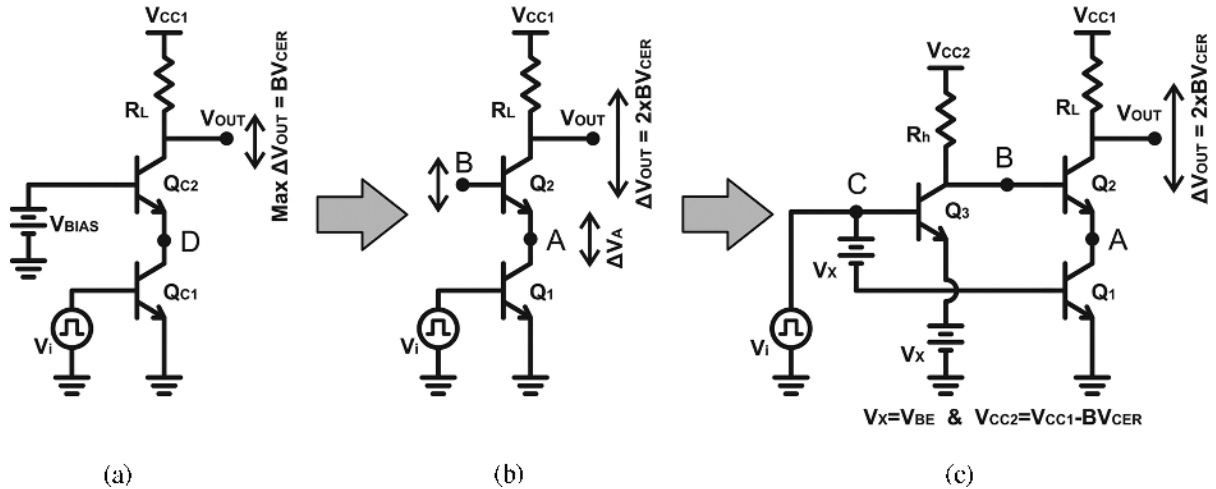 VCC1
RL
VOUT
Max ΔVOUT = BVCER
QC2
VBIAS
D
QC1
Vi
(a)
VCC1
RL
VOUT
ΔVOUT = 2xBVCER
B
Q2
A
ΔVA
Q1
Vi
(b)
VCC1
VCC2
RL
VOUT
ΔVOUT = 2xBVCER
Rh
B
C
Q2
Q3
A
VX
Q1
Vi
VX
VX=VBE & VCC2=VCC1-BVCER
(c)